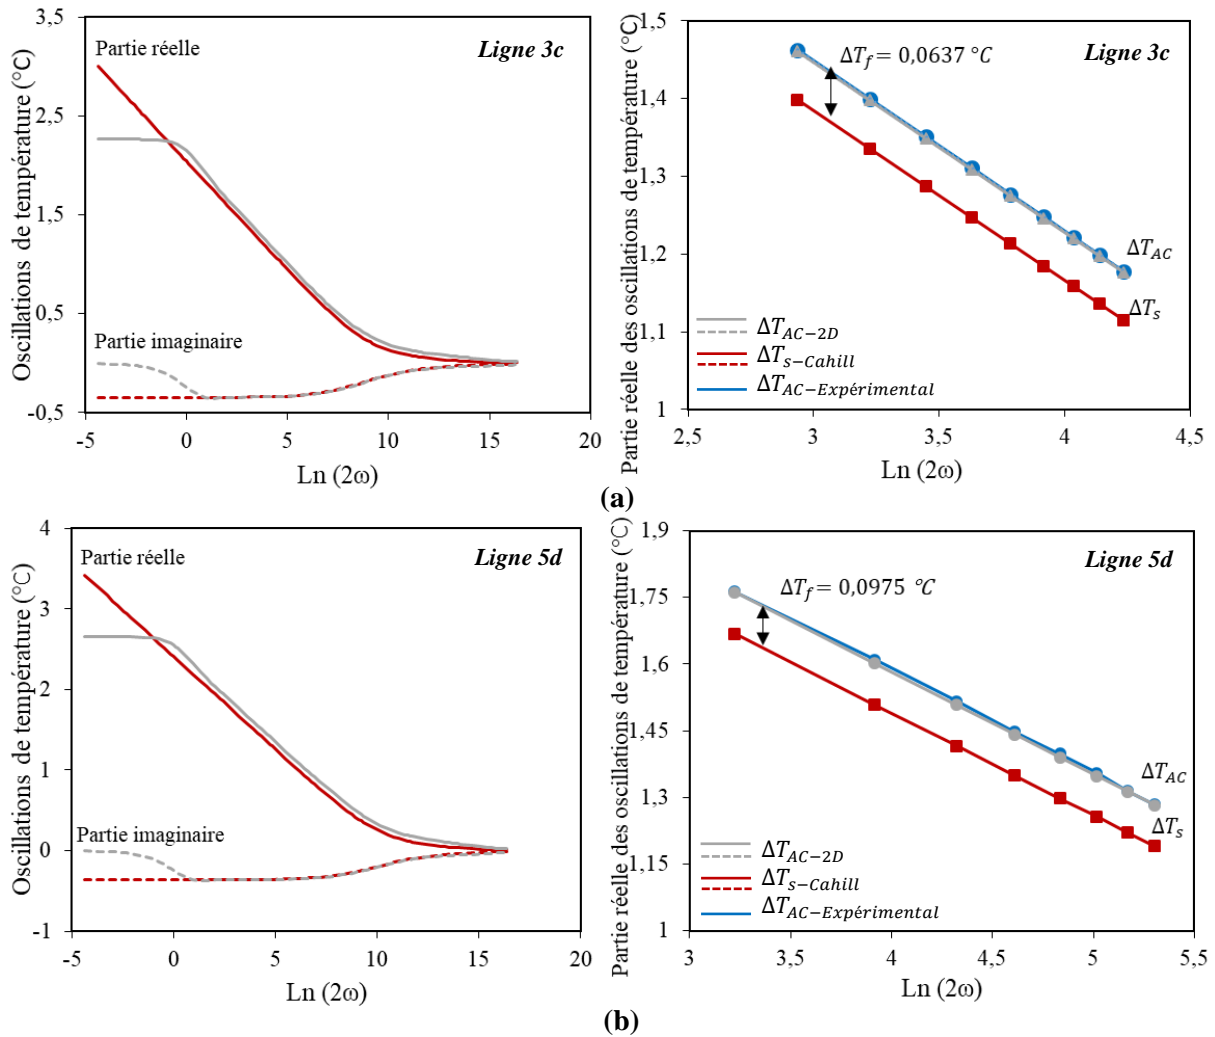 3,5
2,5
1,5
0,5
-0,5
-5
0
5
10
15
20
Oscillations de température (°C)
Ln (2ω)
Partie réelle
Ligne 3c
Partie imaginaire
1,5
1,4
1,3
1,2
1,1
1
2,5
3
3,5
4
4,5
Partie réelle des oscillations de température (°C)
Ln (2ω)
ΔT_f = 0,0637 °C
Ligne 3c
ΔT_AC
ΔT_s
ΔT_AC−2D
ΔT_s−Cahill
ΔT_AC−Expérimental
(a)
4
3
2
1
0
-1
-5
0
5
10
15
20
Oscillations de température (°C)
Ln (2ω)
Partie réelle
Ligne 5d
Partie imaginaire
1,9
1,75
1,6
1,45
1,3
1,15
1
3
3,5
4
4,5
5
5,5
Partie réelle des oscillations de température (°C)
Ln (2ω)
ΔT_f = 0,0975 °C
Ligne 5d
ΔT_AC
ΔT_s
ΔT_AC−2D
ΔT_s−Cahill
ΔT_AC−Expérimental
(b)